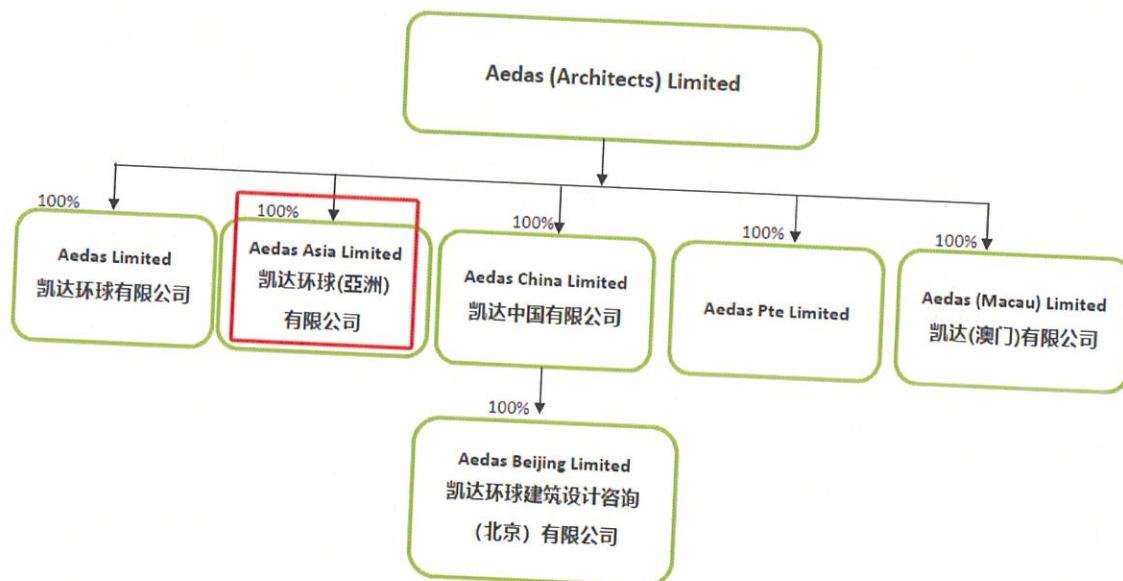 Aedas (Architects) Limited
100%
Aedas Limited
凯达环球有限公司
100%
Aedas Asia Limited
凯达环球(亞洲)
有限公司
100%
Aedas China Limited
凯达中国有限公司
100%
Aedas Pte Limited
100%
Aedas (Macau) Limited
凯达(澳门)有限公司
100%
Aedas Beijing Limited
凯达环球建筑设计咨询
（北京）有限公司